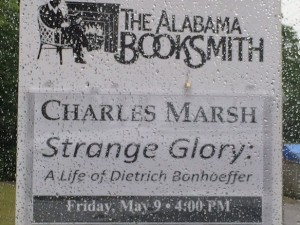 THE ALABAMA
BOOKSMITH
CHARLES MARSH
Strange Glory:
A Life of Dietrich Bonhoeffer
Friday, May 9 • 4:00 PM